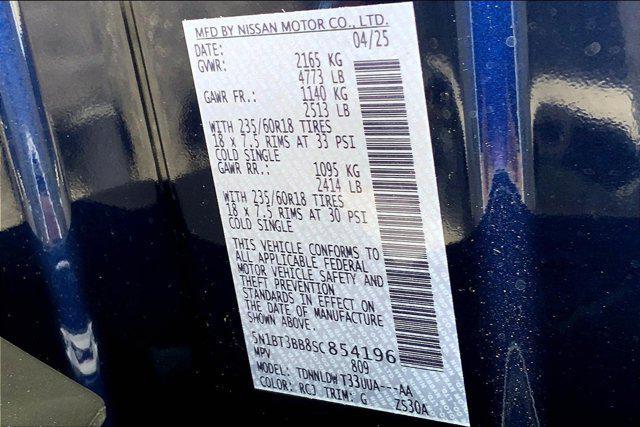 MFD BY NISSAN MOTOR CO., LTD.
DATE: 04/25
GVWR: 2165 KG
4773 LB
GAWR FR.: 1140 KG
2513 LB
WITH 235/60R18 TIRES
18 x 7.5 RIMS AT 33 PSI
COLD SINGLE
GAWR RR.: 1095 KG
2414 LB
WITH 235/60R18 TIRES
18 x 7.5 RIMS AT 30 PSI
COLD SINGLE
THIS VEHICLE CONFORMS TO
ALL APPLICABLE FEDERAL
MOTOR VEHICLE SAFETY AND
THEFT PREVENTION
STANDARDS IN EFFECT ON
THE DATE OF MANUFACTURE
SHOWN ABOVE.
5N1BT3BB8SC854196
MPV 809
MODEL: TDNNLDW T33UUA---AA
COLOR: RCJ TRIM: G ZS30A